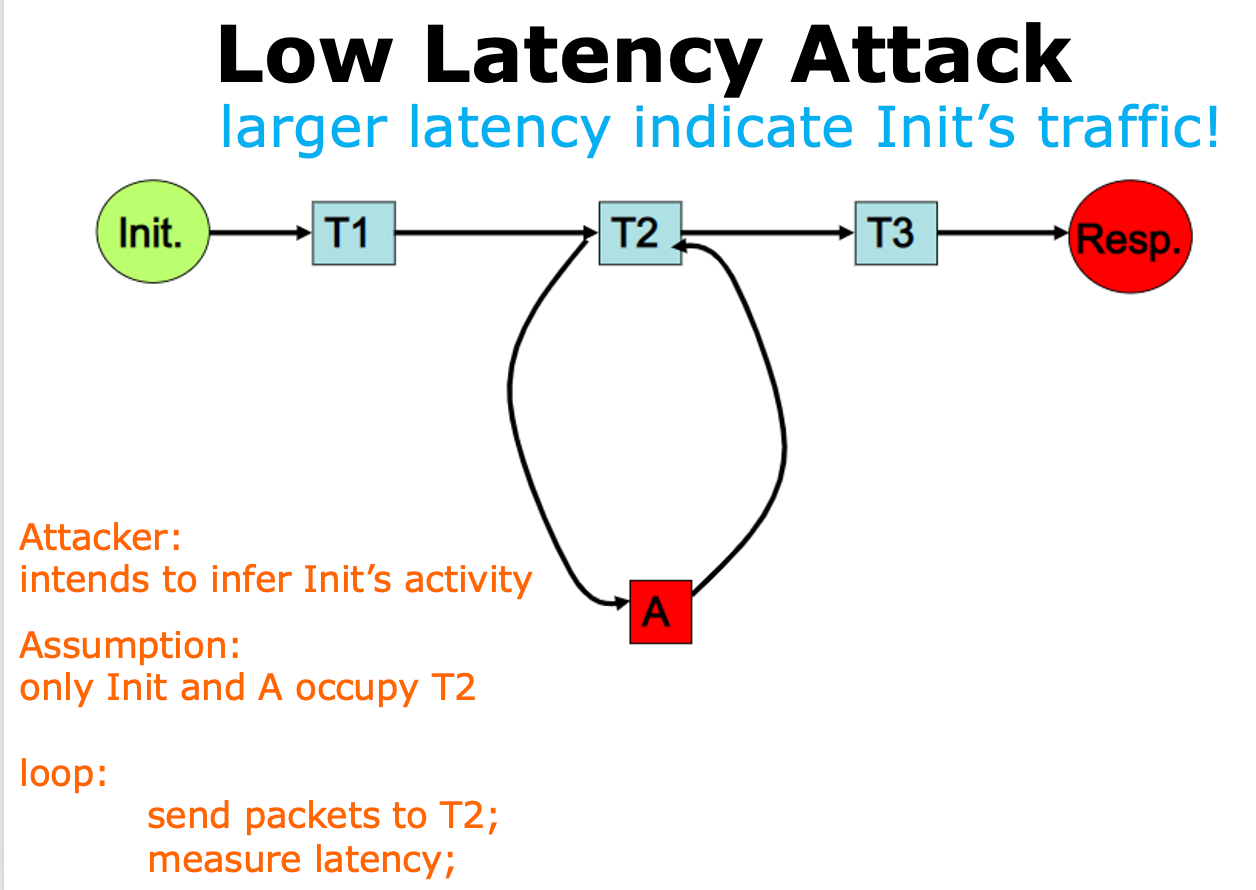 Low Latency Attack
larger latency indicate Init’s traffic!
Init.
T1
T2
T3
Resp.
A
Attacker:
intends to infer Init’s activity
Assumption:
only Init and A occupy T2
loop:
send packets to T2;
measure latency;